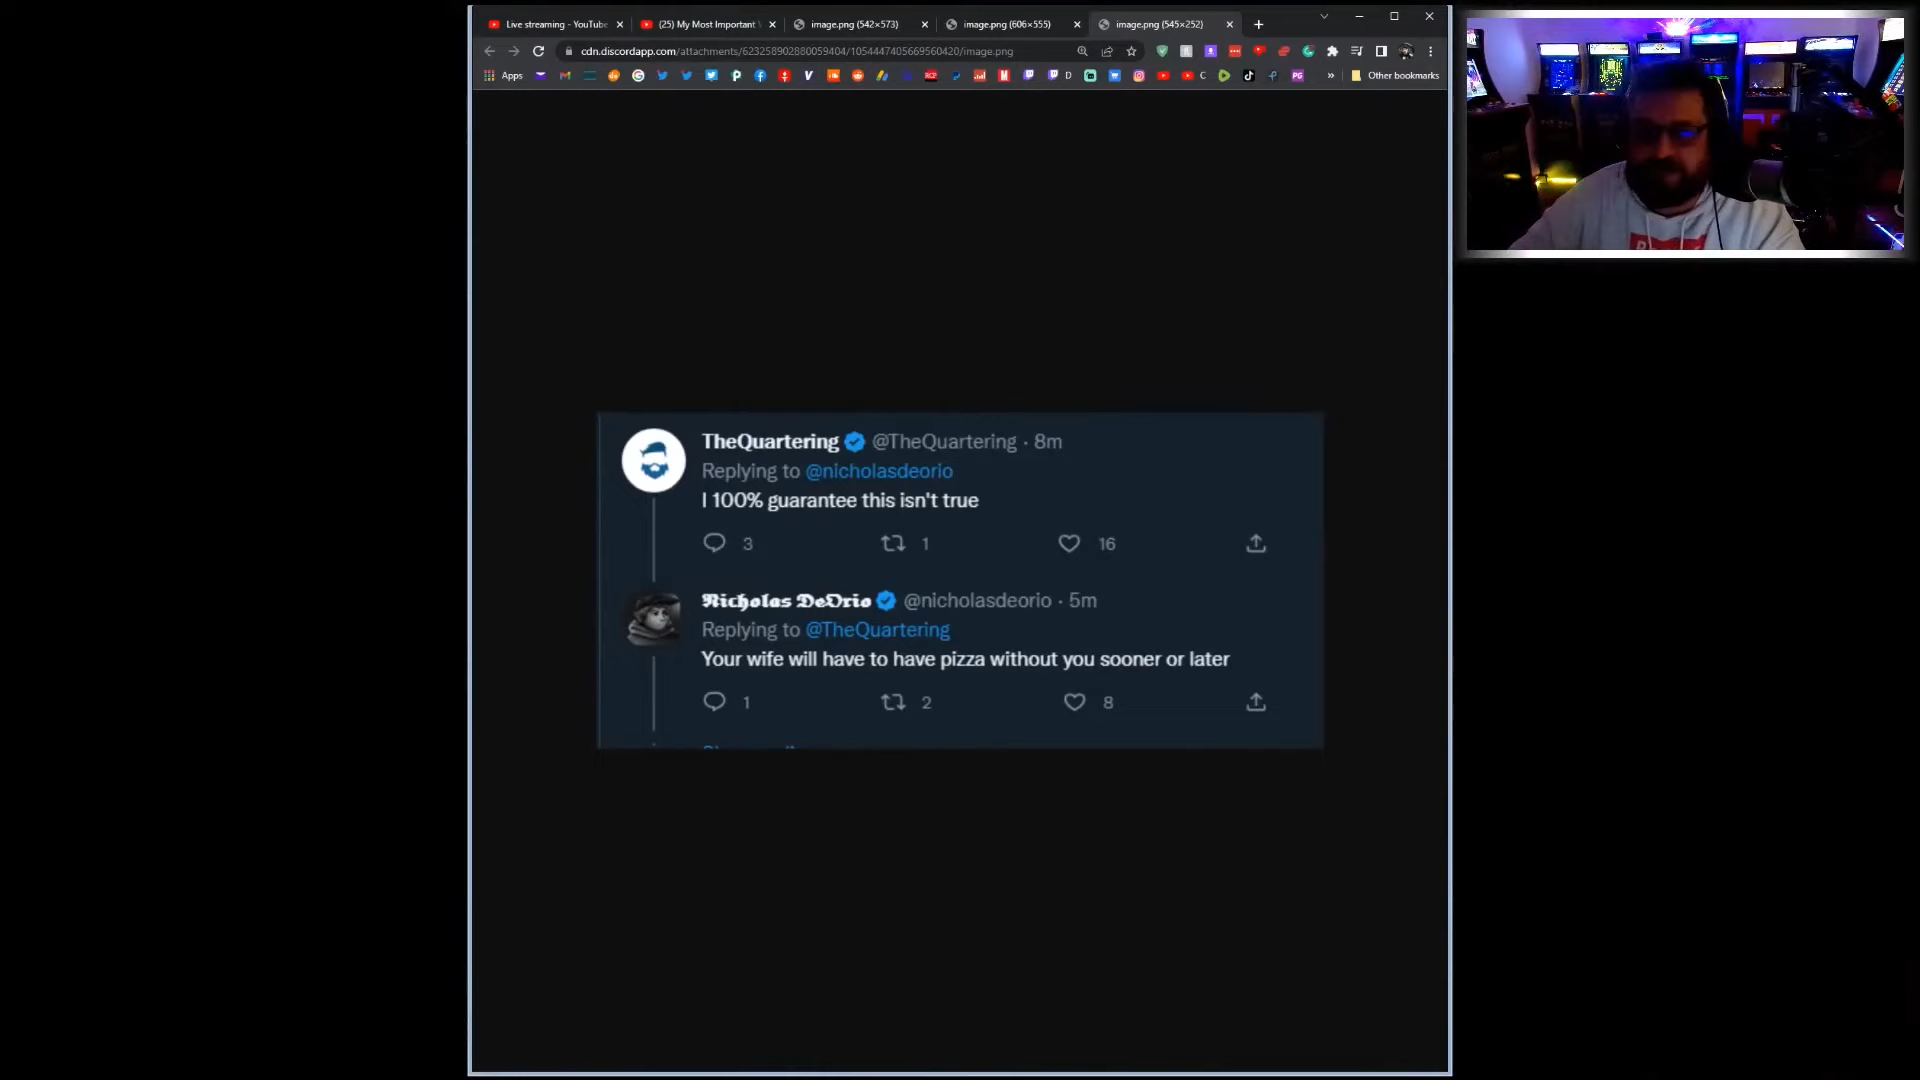 Live streaming - YouTube
(25) My Most Important
image.png (542×573)
image.png (606×555)
image.png (545×252)
cdn.discordapp.com/attachments/623258902880059404/1054447405669560420/image.png
Apps
Other bookmarks
TheQuartering @TheQuartering · 8m
Replying to @nicholasdeorio
I 100% guarantee this isn't true
3 1 16
Nicholas DeOrio @nicholasdeorio · 5m
Replying to @TheQuartering
Your wife will have to have pizza without you sooner or later
1 2 8